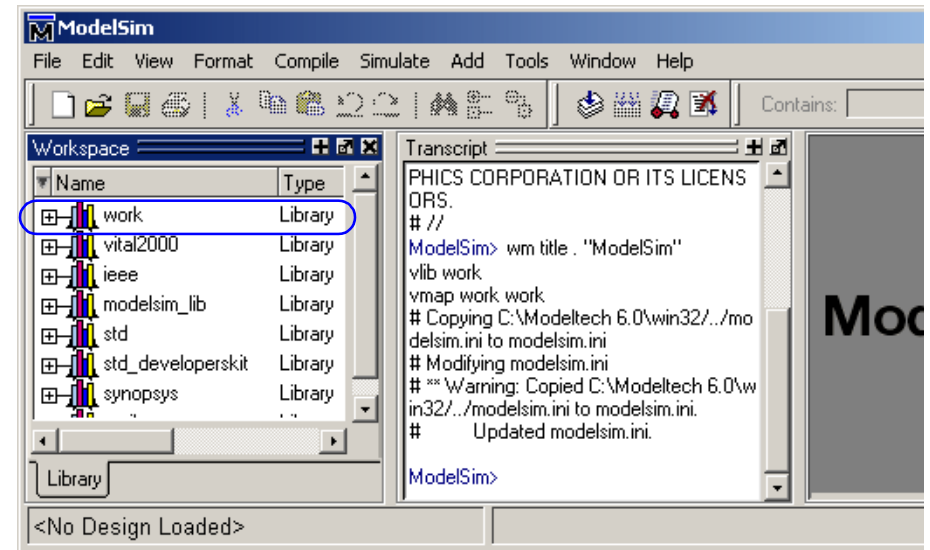 ModelSim
File Edit View Format Compile Simulate Add Tools Window Help
Contains:
Workspace
Name Type
work Library
vital2000 Library
ieee Library
modelsim_lib Library
std Library
std_developerskit Library
synopsys Library
Library
Transcript
PHICS CORPORATION OR ITS LICENS
ORS.
# //
ModelSim> wm title . "ModelSim"
vlib work
vmap work work
# Copying C:\Modeltech 6.0\win32/../mo
delsim.ini to modelsim.ini
# Modifying modelsim.ini
# ** Warning: Copied C:\Modeltech 6.0\w
in32/../modelsim.ini to modelsim.ini.
# Updated modelsim.ini.
ModelSim>
Mod
<No Design Loaded>